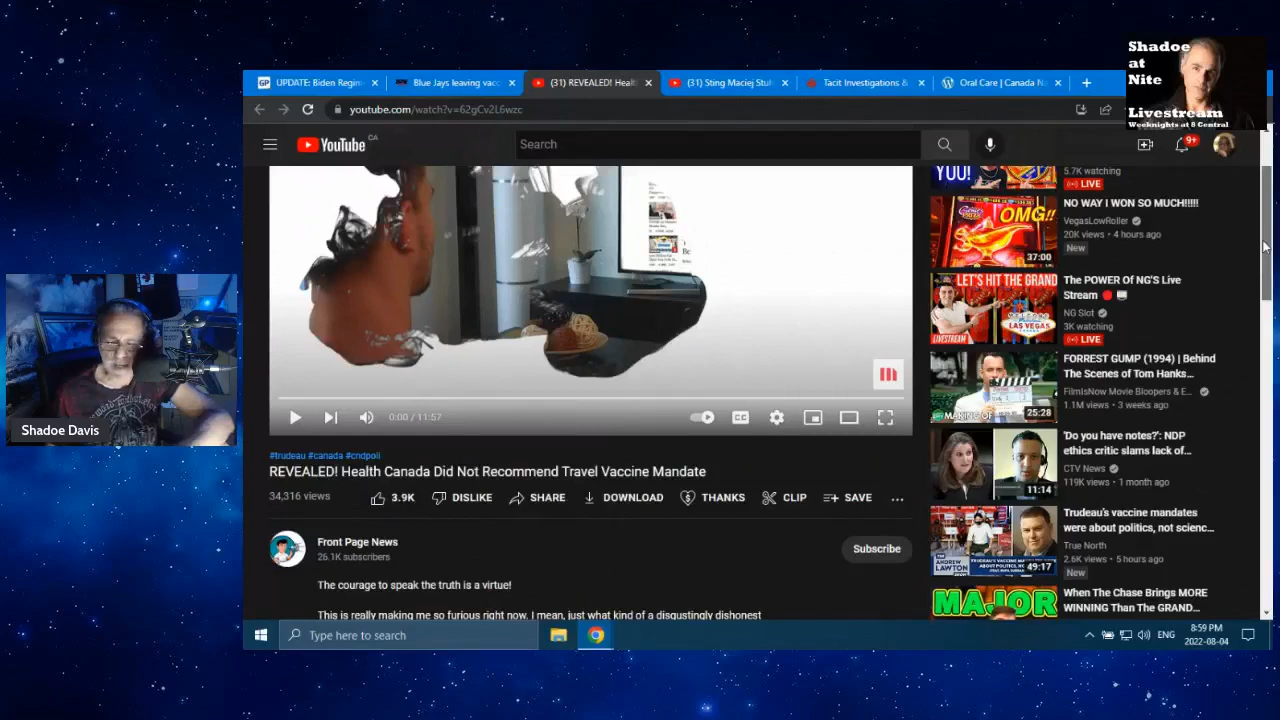 Shadoe
at
Nite
Livestream
Weeknights at 8 Central
GP UPDATE: Biden Regim
Blue Jays leaving vacc
(31) REVEALED! Healt
(31) Sting Maciej Stuh
Tacit Investigations &
Oral Care | Canada Na
youtube.com/watch?v=62gCv2L6wzc
YouTube CA
Search
9+
YOU!
5.7K watching
LIVE
OMG!!
37:00
NO WAY I WON SO MUCH!!!!!
VegasLowRoller
20K views • 4 hours ago
New
LET'S HIT THE GRAND
LIVESTREAM
LAS VEGAS
The POWER Of NG'S Live
Stream
NG Slot
3K watching
LIVE
MAKING OF
25:28
FORREST GUMP (1994) | Behind
The Scenes of Tom Hanks...
FilmIsNow Movie Bloopers & E...
1.1M views • 3 weeks ago
0:00 / 11:57
CC
11:14
'Do you have notes?': NDP
ethics critic slams lack of...
CTV News
119K views • 1 month ago
Shadoe Davis
#trudeau #canada #cndpoli
REVEALED! Health Canada Did Not Recommend Travel Vaccine Mandate
34,316 views
3.9K
DISLIKE
SHARE
DOWNLOAD
THANKS
CLIP
SAVE
ANDREW
LAWTON
49:17
Trudeau's vaccine mandates
were about politics, not scienc...
True North
2.6K views • 5 hours ago
New
Front Page News
26.1K subscribers
Subscribe
The courage to speak the truth is a virtue!
This really making me so furious right now. I mean, just what kind of a disgustingly dishonest
MAJOR
When The Chase Brings MORE
WINNING Than The GRAND...
Type here to search
ENG
8:59 PM
2022-08-04